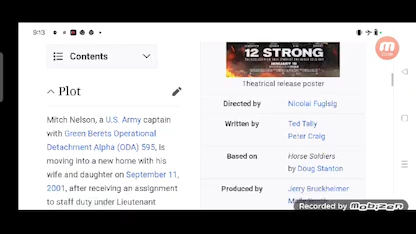 9:13
Contents
Plot
Mitch Nelson, a U.S. Army captain
with Green Berets Operational
Detachment Alpha (ODA) 595, is
moving into a new home with his
wife and daughter on September 11,
2001, after receiving an assignment
to staff duty under Lieutenant
12 STRONG
JANUARY 19
Theatrical release poster
Directed by Nicolai Fuglsig
Written by Ted Tally
Peter Craig
Based on Horse Soldiers
by Doug Stanton
Produced by Jerry Bruckheimer
Recorded by Mobizen